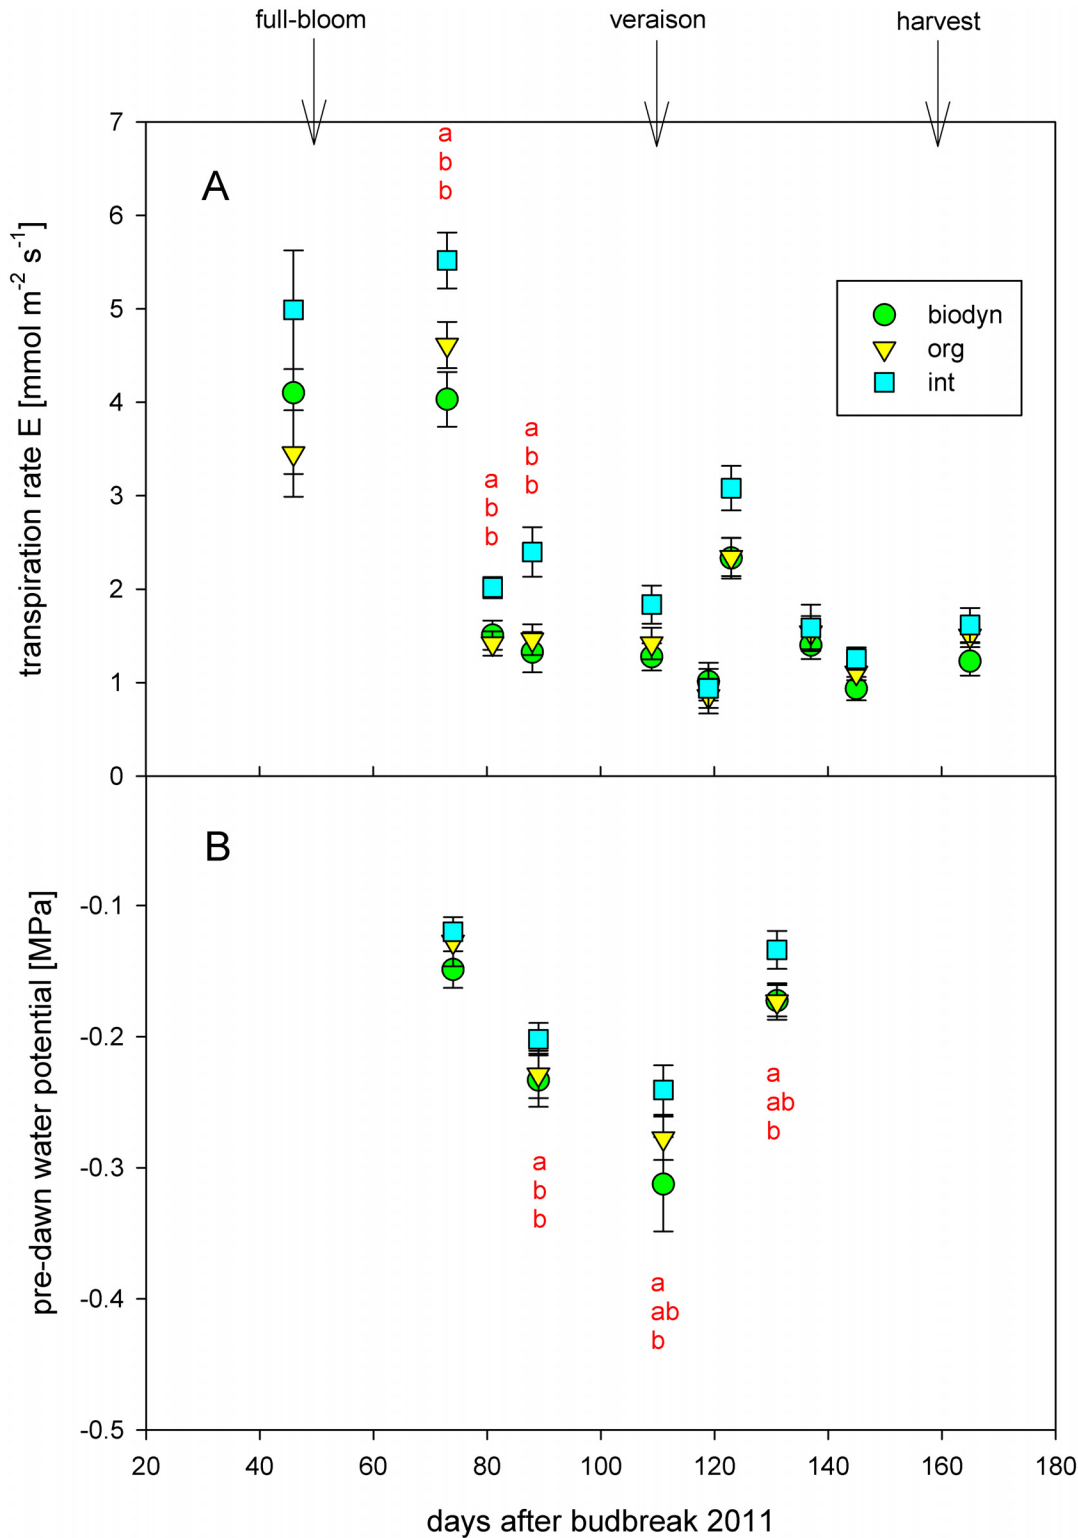 full-bloom veraison harvest
7
a
b
b
A
6
5
biodyn
org
int
4
a
b
b
a
b
b
3
2
1
0
transpiration rate E [mmol m⁻² s⁻¹]
B
-0.1
-0.2
a
ab
b
a
b
b
-0.3
a
ab
b
-0.4
-0.5
pre-dawn water potential [MPa]
20 40 60 80 100 120 140 160 180
days after budbreak 2011